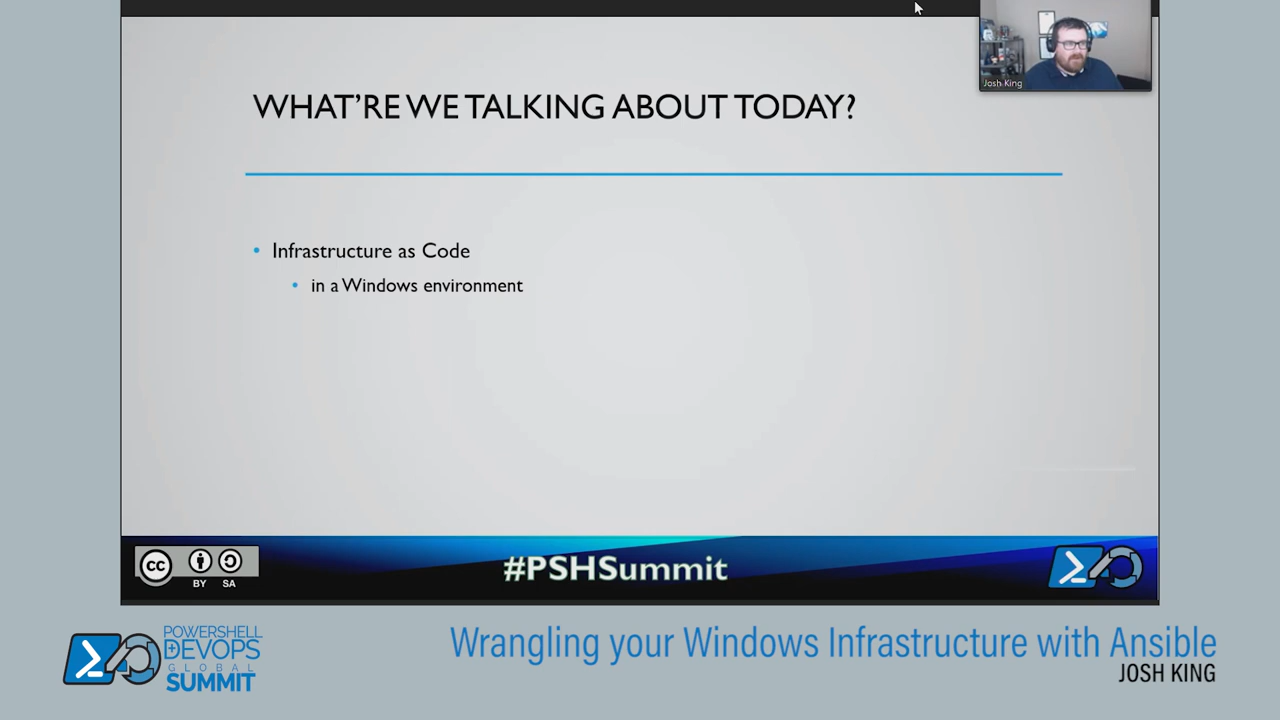 Josh King
WHAT'RE WE TALKING ABOUT TODAY?
• Infrastructure as Code
• in a Windows environment
cc
BY SA
#PSHSummit
POWERSHELL
DEVOPS
GLOBAL
SUMMIT
Wrangling your Windows Infrastructure with Ansible
JOSH KING